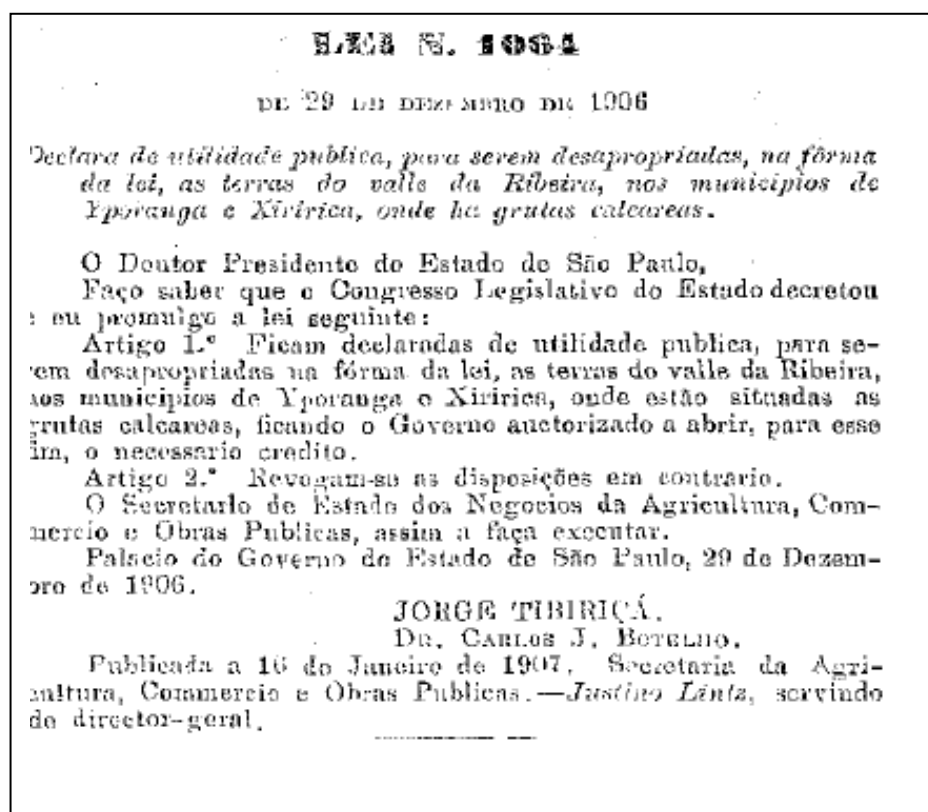 LEI N. 1064
DE 29 DE DEZEMBRO DE 1906
Declara de utilidade publica, para serem desapropriadas, na fórma
da lei, as terras do valle da Ribeira, nos municipios de
Yporanga e Xiririca, onde ha grutas calcareas.
O Doutor Presidente do Estado de São Paulo,
Faço saber que o Congresso Legislativo do Estado decretou
e eu promulgo a lei seguinte:
Artigo 1.º Ficam declaradas de utilidade publica, para se-
rem desapropriadas na fórma da lei, as terras do valle da Ribeira,
nos municipios de Yporanga e Xiririca, onde estão situadas as
grutas calcareas, ficando o Governo auctorizado a abrir, para esse
fim, o necessario credito.
Artigo 2.º Revogam-se as disposições em contrario.
O Secretario de Estado dos Negocios da Agricultura, Com-
mercio e Obras Publicas, assim a faça executar.
Palacio do Governo do Estado de São Paulo, 29 de Dezem-
bro de 1906.
JORGE TIBIRIÇÁ.
DR. CARLOS J. BOTELHO.
Publicada a 16 de Janeiro de 1907. Secretaria da Agri-
cultura, Commercio e Obras Publicas.—Justino Lintz, servindo
de director-geral.